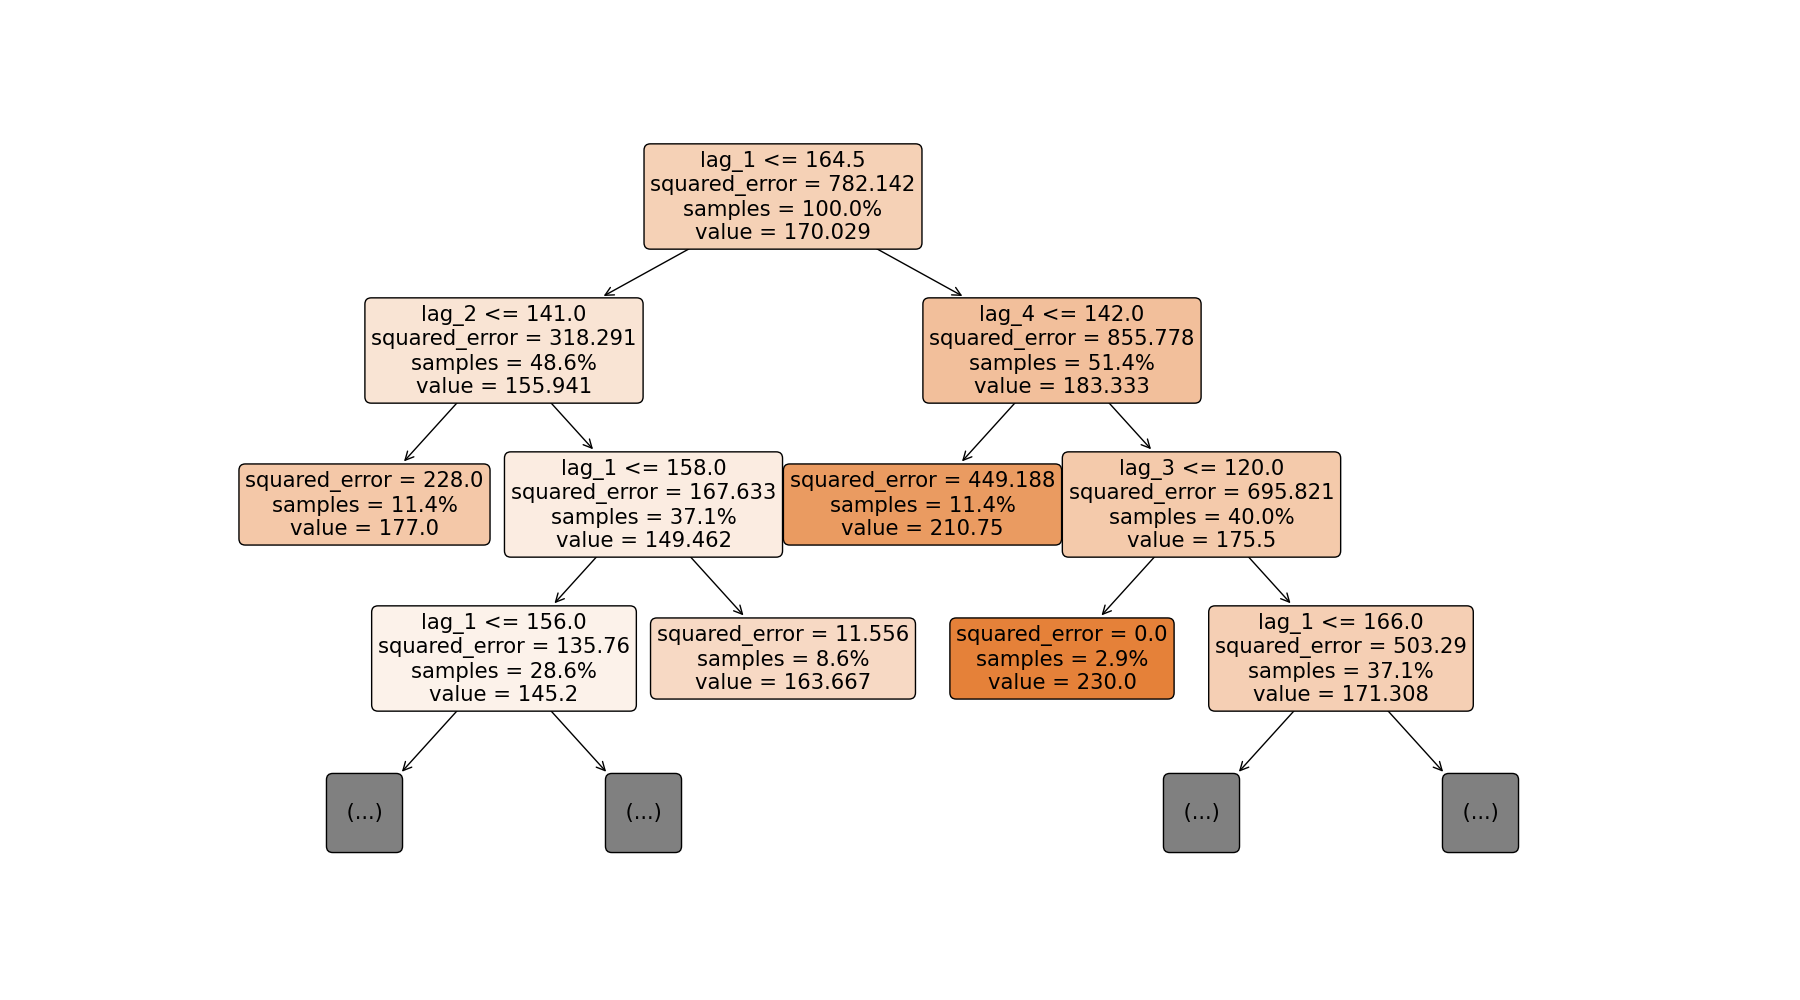 lag_1 <= 164.5
squared_error = 782.142
samples = 100.0%
value = 170.029
lag_2 <= 141.0
squared_error = 318.291
samples = 48.6%
value = 155.941
lag_4 <= 142.0
squared_error = 855.778
samples = 51.4%
value = 183.333
squared_error = 228.0
samples = 11.4%
value = 177.0
lag_1 <= 158.0
squared_error = 167.633
samples = 37.1%
value = 149.462
squared_error = 449.188
samples = 11.4%
value = 210.75
lag_3 <= 120.0
squared_error = 695.821
samples = 40.0%
value = 175.5
lag_1 <= 156.0
squared_error = 135.76
samples = 28.6%
value = 145.2
squared_error = 11.556
samples = 8.6%
value = 163.667
squared_error = 0.0
samples = 2.9%
value = 230.0
lag_1 <= 166.0
squared_error = 503.29
samples = 37.1%
value = 171.308
(...)
(...)
(...)
(...)